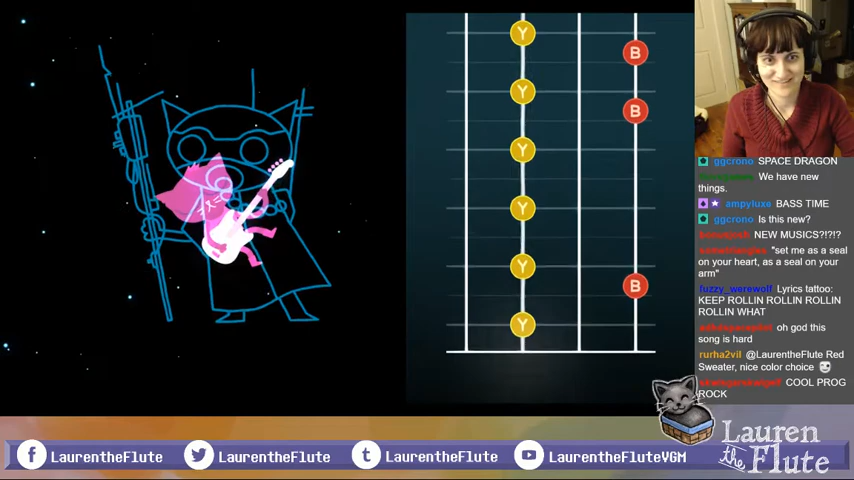 Y
B
Y
B
Y
Y
Y
B
Y
ggcrono SPACE DRAGON
We have new
things.
ampyluxe BASS TIME
ggcrono Is this new?
NEW MUSICS?!?!?
"set me as a seal
on your heart, as a seal on your
arm"
fuzzy_werewolf Lyrics tattoo:
KEEP ROLLIN ROLLIN ROLLIN
ROLLIN WHAT
oh god this
song is hard
rurha2vil @LaurentheFlute Red
Sweater, nice color choice
COOL PROG
ROCK
Lauren
the Flute
LaurentheFlute
LaurentheFlute
LaurentheFlute
LaurentheFluteVGM